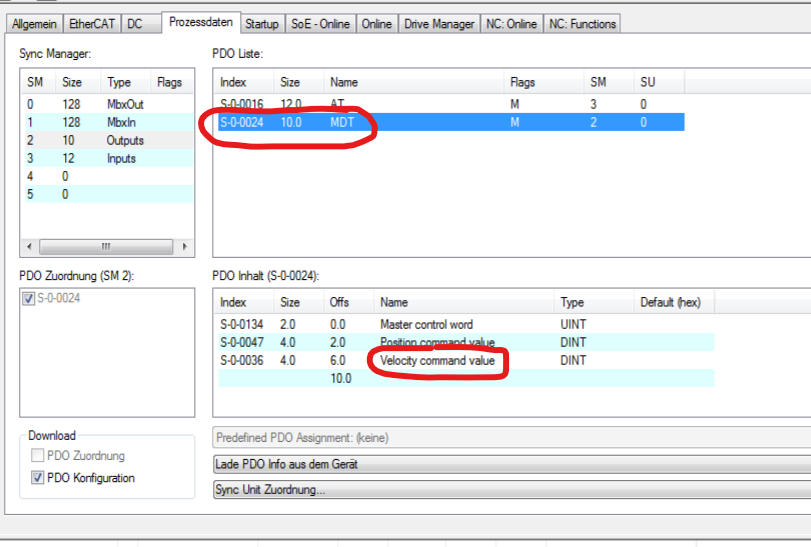 Allgemein EtherCAT DC Prozessdaten Startup SoE - Online Online Drive Manager NC: Online NC: Functions
Sync Manager:
SM Size Type Flags
0 128 MbxOut
1 128 MbxIn
2 10 Outputs
3 12 Inputs
4 0
5 0
PDO Liste:
Index Size Name Flags SM SU
S-0-0016 12.0 AT M 3 0
S-0-0024 10.0 MDT M 2 0
PDO Zuordnung (SM 2):
S-0-0024
PDO Inhalt (S-0-0024):
Index Size Offs Name Type Default (hex)
S-0-0134 2.0 0.0 Master control word UINT
S-0-0047 4.0 2.0 Position command value DINT
S-0-0036 4.0 6.0 Velocity command value DINT
10.0
Download
PDO Zuordnung
PDO Konfiguration
Predefined PDO Assignment: (keine)
Lade PDO Info aus dem Gerät
Sync Unit Zuordnung...